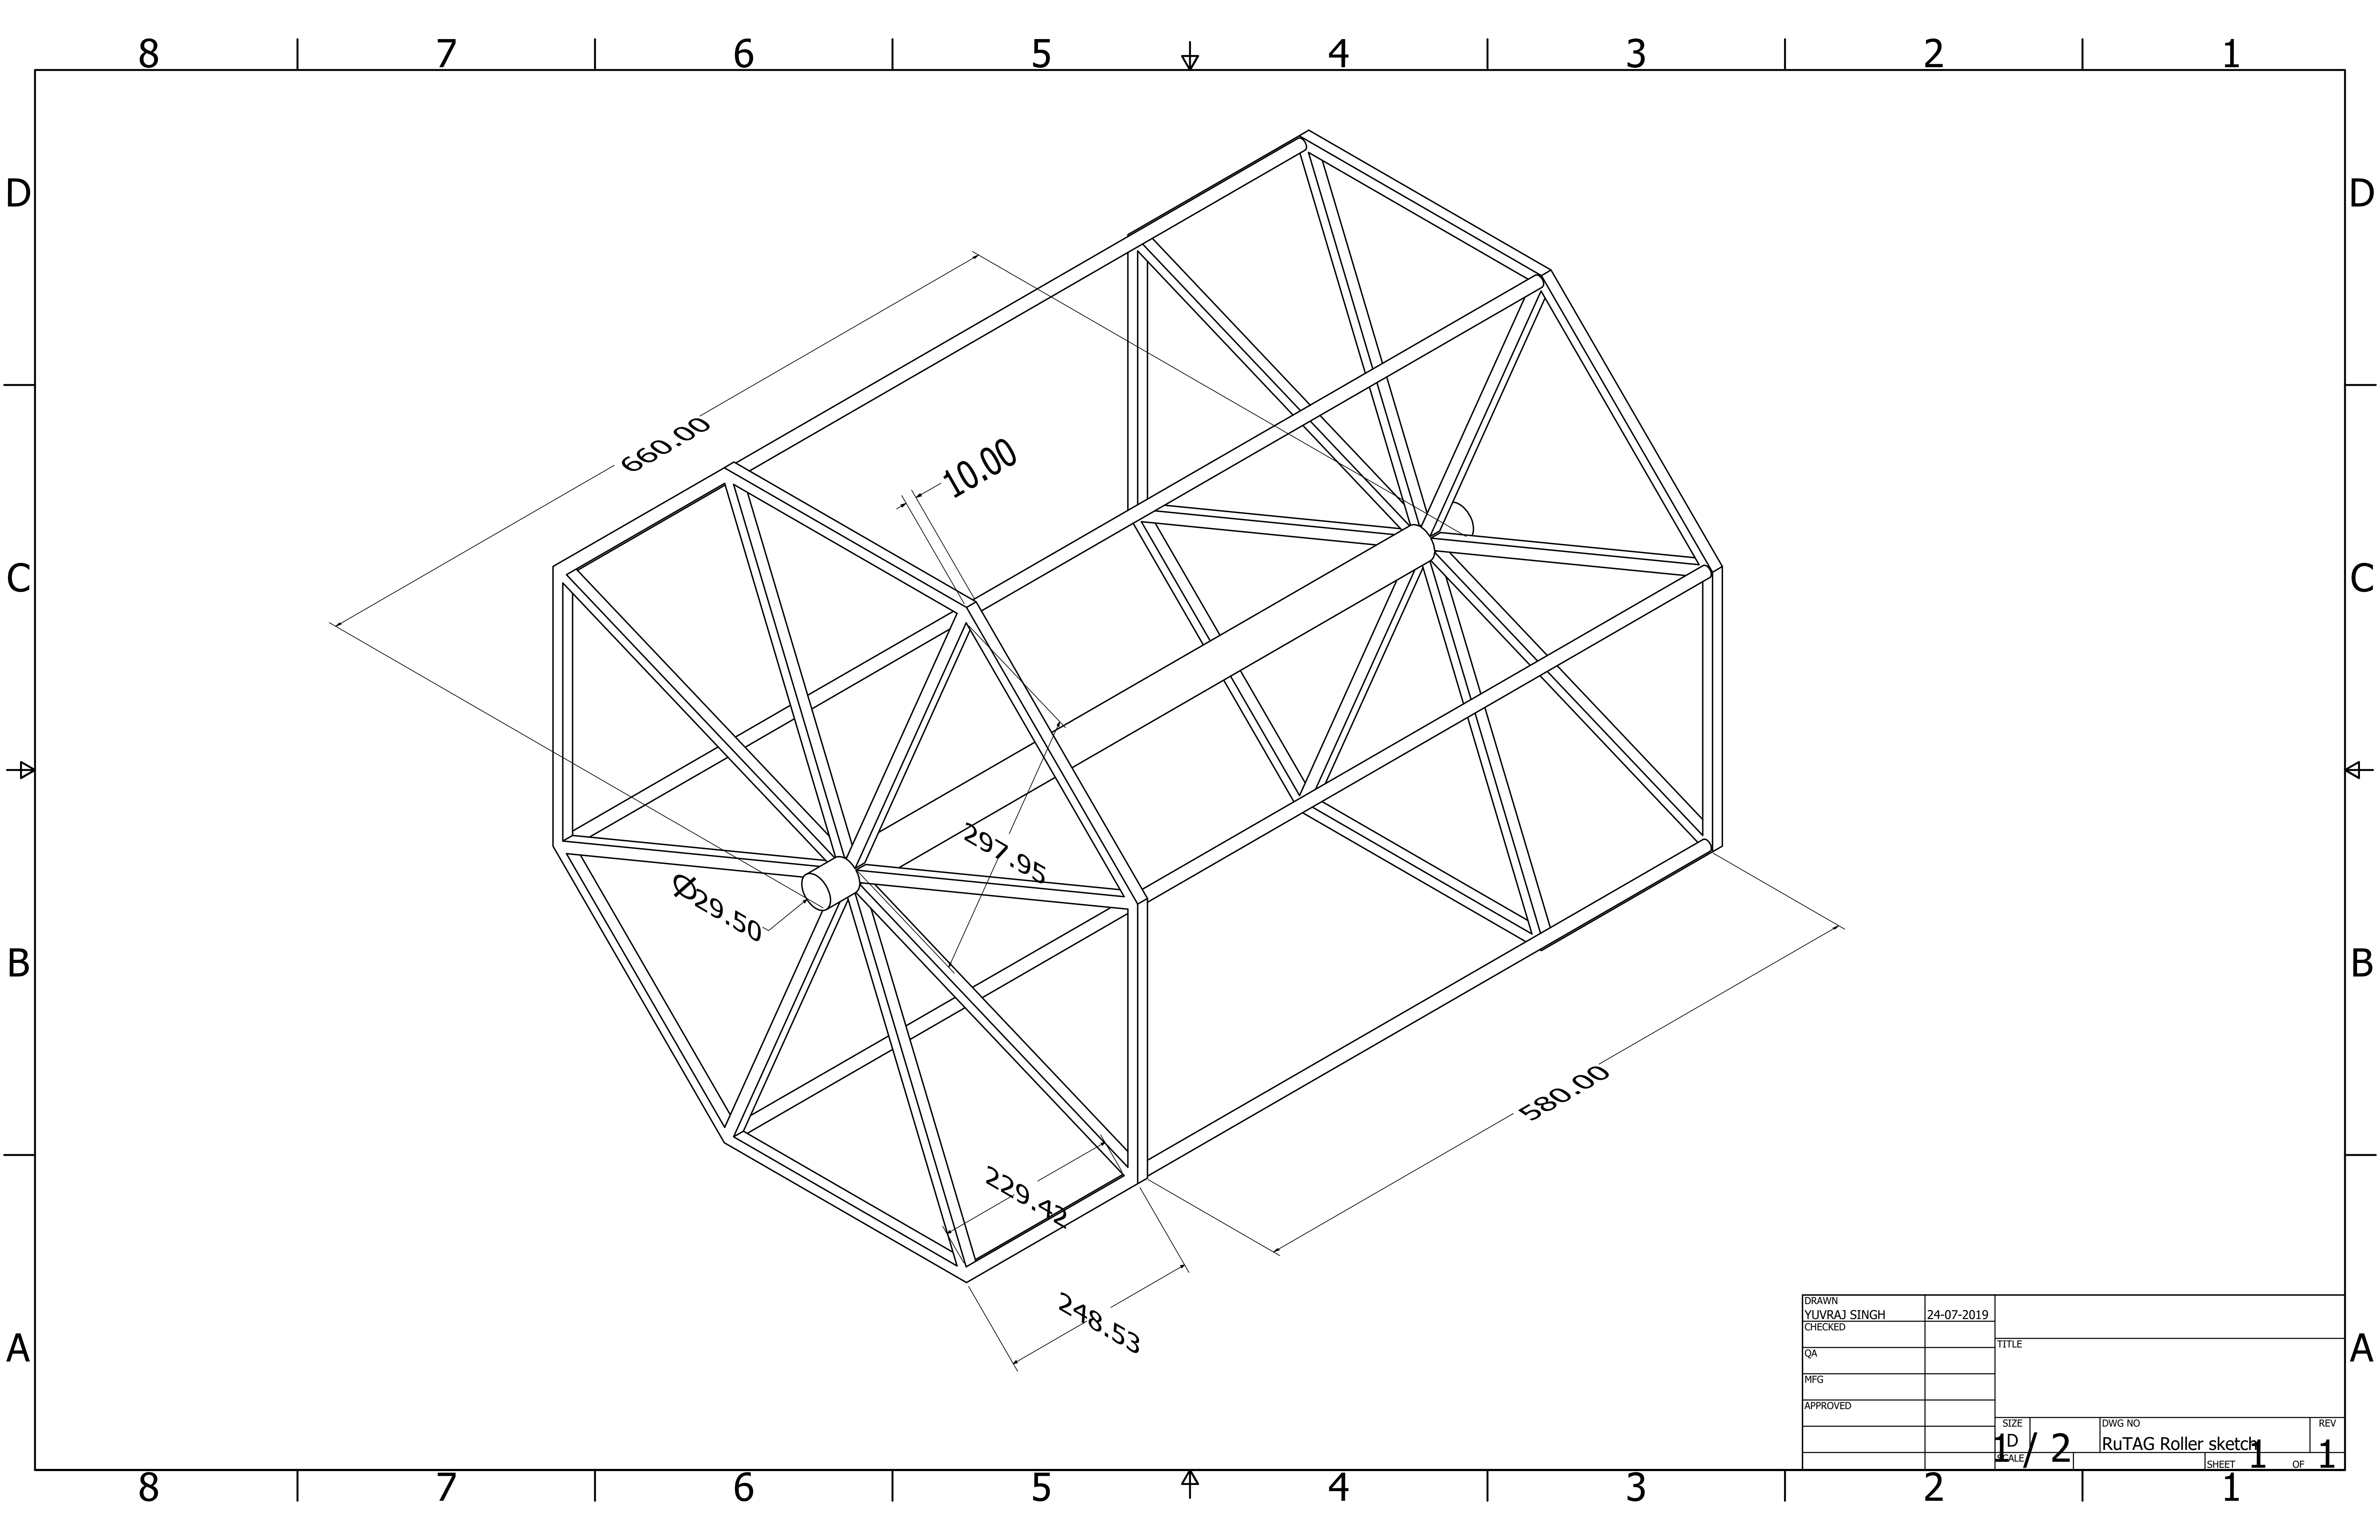 8 7 6 5 4 3 2 1
D D
660.00
10.00
C C
297.95
Ø29.50
B B
580.00
229.42
248.53
A A
DRAWN
YUVRAJ SINGH 24-07-2019
CHECKED
TITLE
QA
MFG
APPROVED
SIZE DWG NO REV
D RuTAG Roller sketch
SCALE 1 / 2 SHEET 1 OF 1
8 7 6 5 4 3 2 1